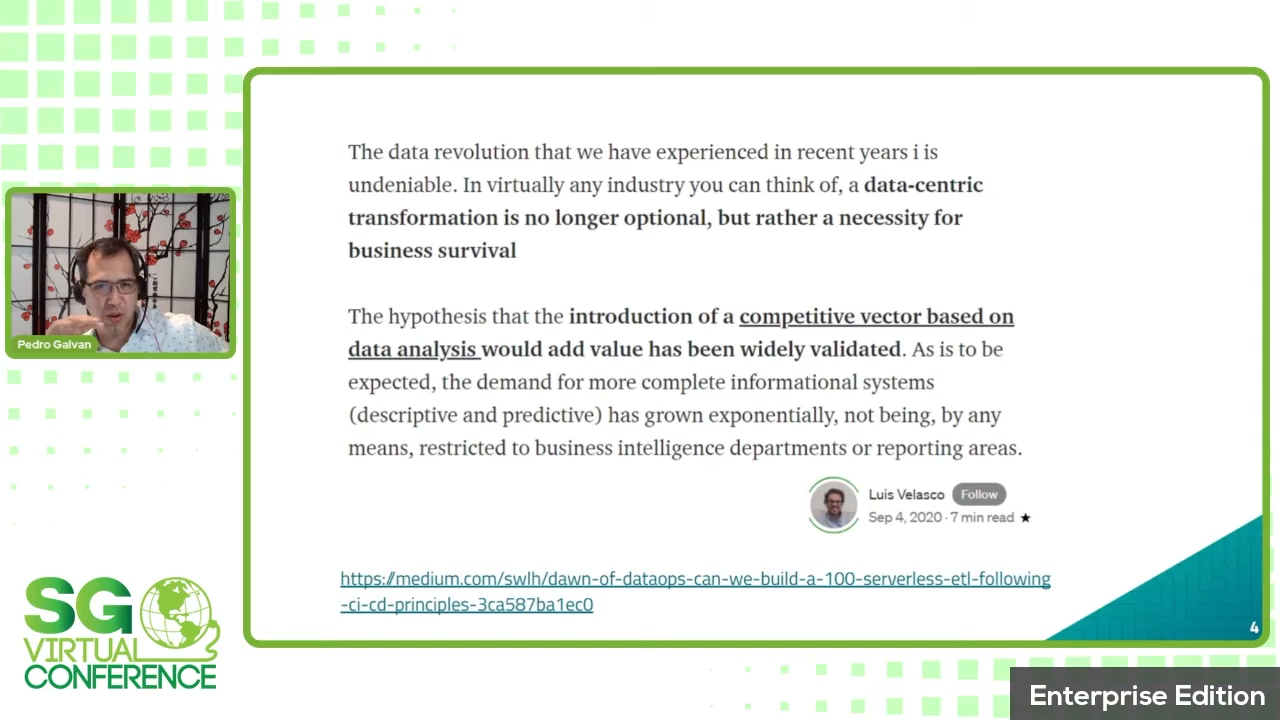 The data revolution that we have experienced in recent years i is
undeniable. In virtually any industry you can think of, a data-centric
transformation is no longer optional, but rather a necessity for
business survival
The hypothesis that the introduction of a competitive vector based on
data analysis would add value has been widely validated. As is to be
expected, the demand for more complete informational systems
(descriptive and predictive) has grown exponentially, not being, by any
means, restricted to business intelligence departments or reporting areas.
Luis Velasco Follow
Sep 4, 2020 · 7 min read ★
https://medium.com/swlh/dawn-of-dataops-can-we-build-a-100-serverless-etl-following
-ci-cd-principles-3ca587ba1ec0
4
Pedro Galvan
SG
VIRTUAL
CONFERENCE
Enterprise Edition